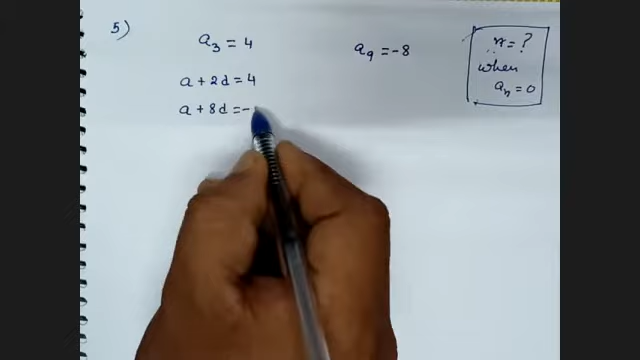 5)
a₃ = 4
a₉ = -8
n = ?
when
aₙ = 0
a + 2d = 4
a + 8d = -